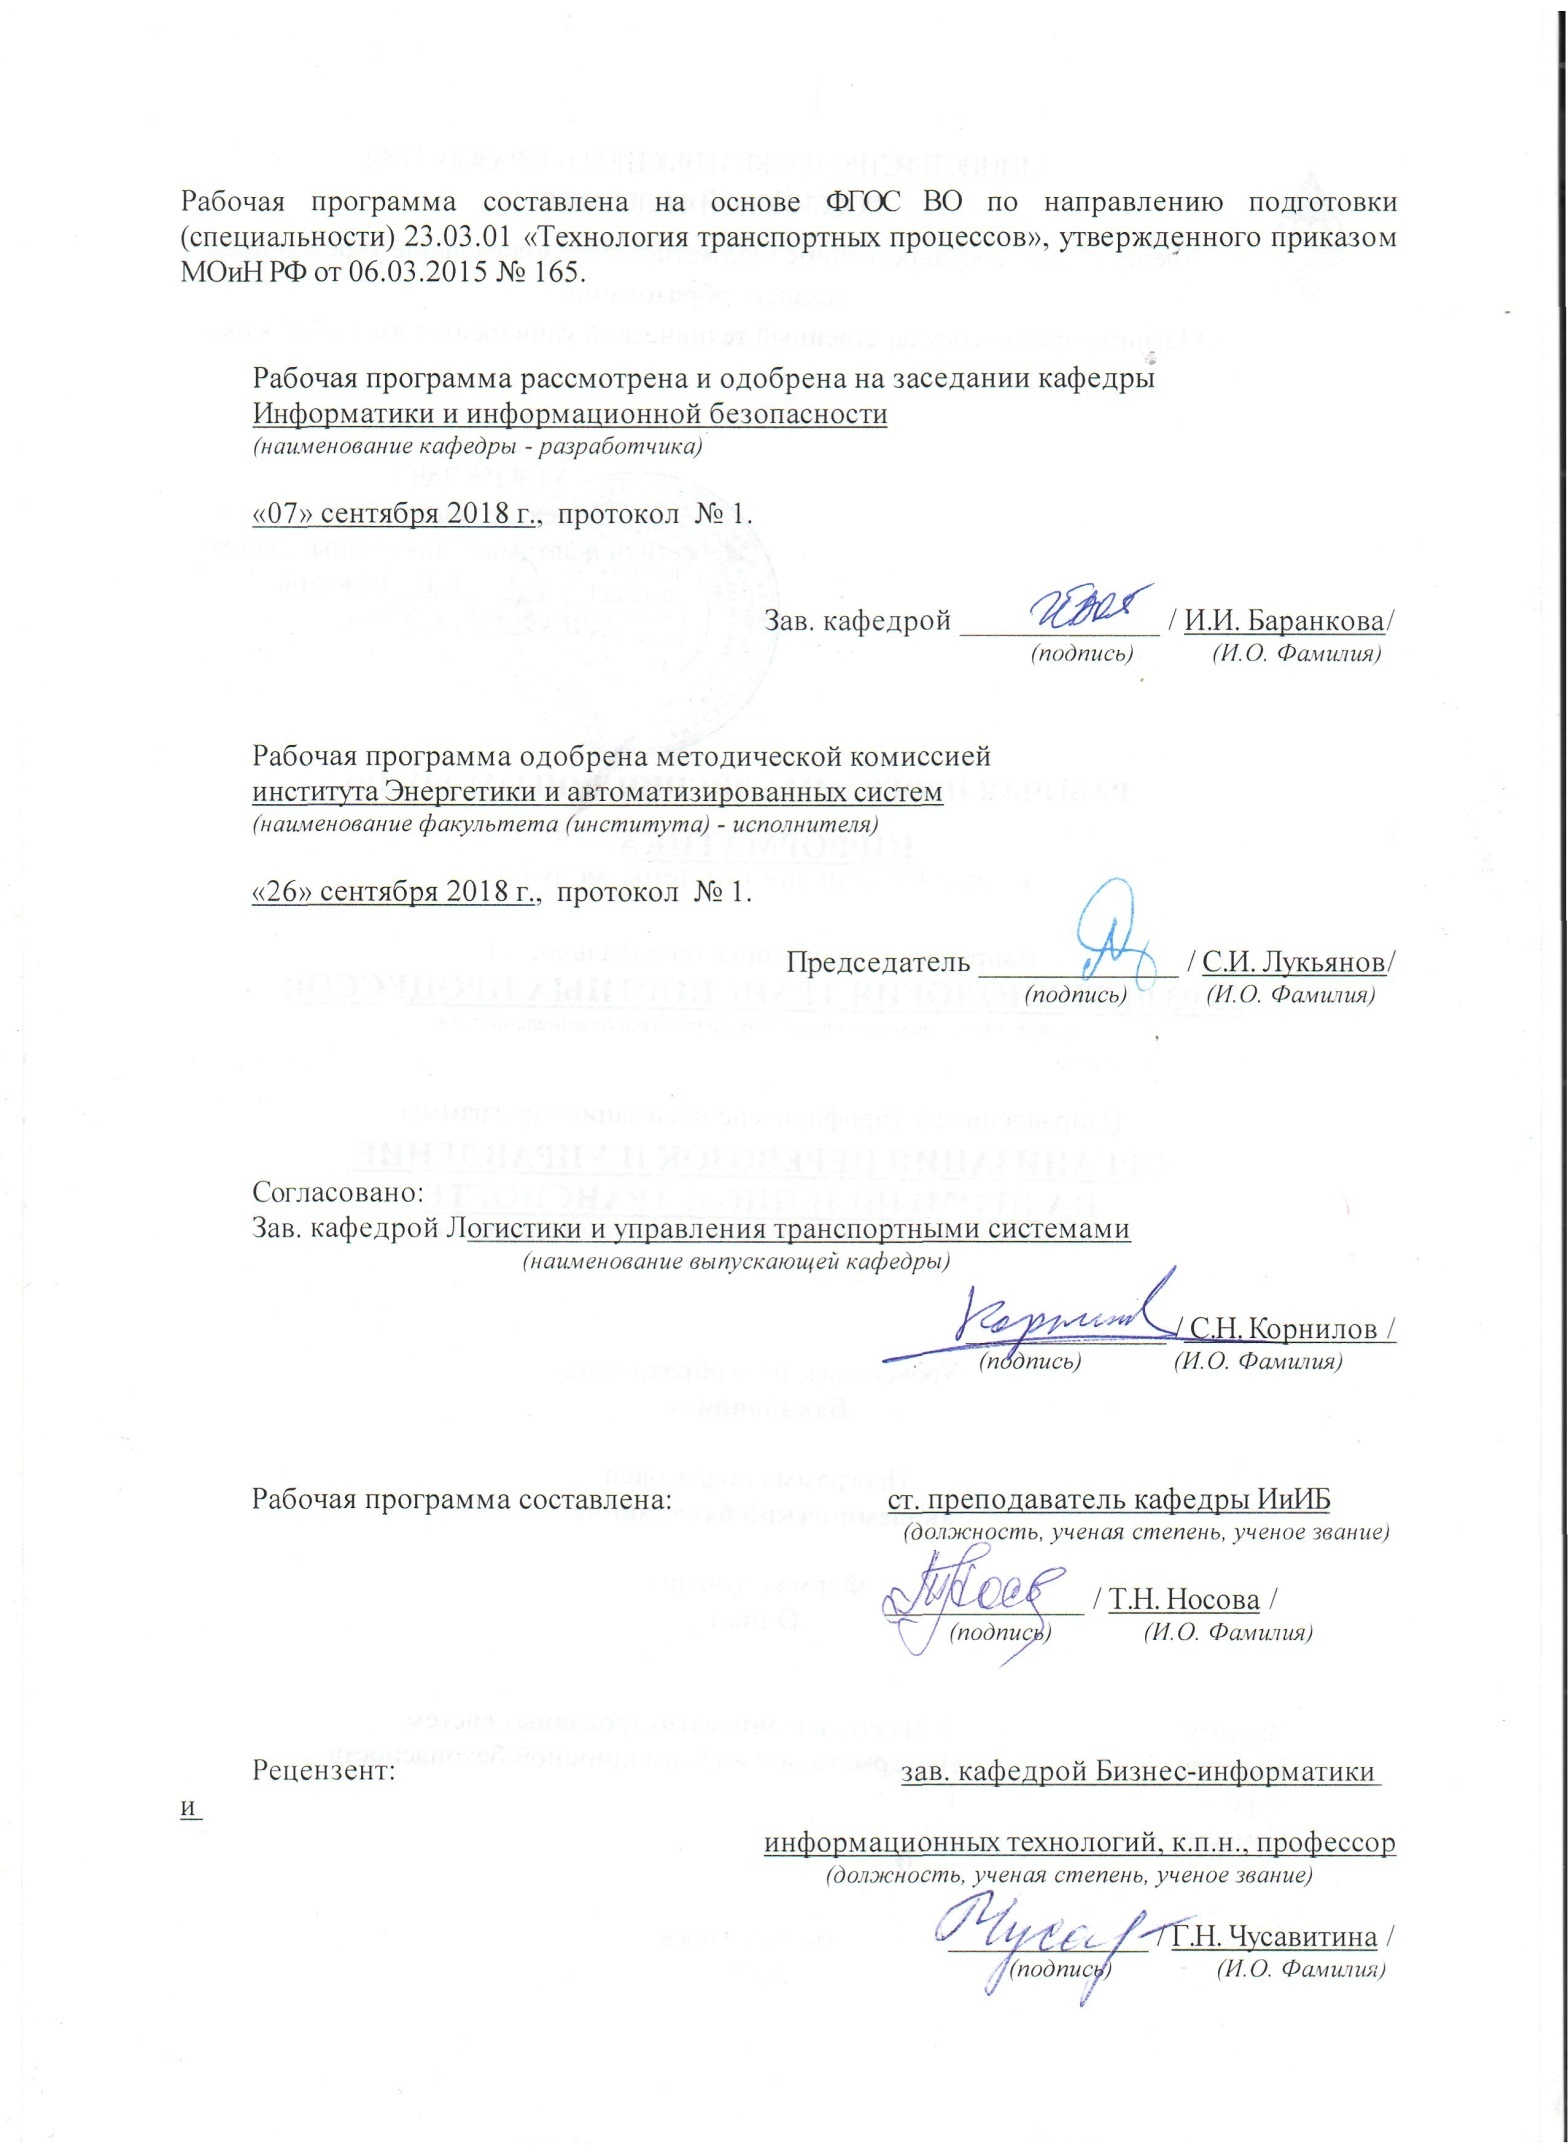 Рабочая программа составлена на основе ФГОС ВО по направлению подготовки
(специальности) 23.03.01 «Технология транспортных процессов», утвержденного приказом
МОиН РФ от 06.03.2015 № 165.
Рабочая программа рассмотрена и одобрена на заседании кафедры
Информатики и информационной безопасности
(наименование кафедры - разработчика)
«07» сентября 2018 г., протокол № 1.
Зав. кафедрой ______________ / И.И. Баранкова/
(подпись) (И.О. Фамилия)
Рабочая программа одобрена методической комиссией
института Энергетики и автоматизированных систем
(наименование факультета (института) - исполнителя)
«26» сентября 2018 г., протокол № 1.
Председатель ______________ / С.И. Лукьянов/
(подпись) (И.О. Фамилия)
Согласовано:
Зав. кафедрой Логистики и управления транспортными системами
(наименование выпускающей кафедры)
______________/ С.Н. Корнилов /
(подпись) (И.О. Фамилия)
Рабочая программа составлена: ст. преподаватель кафедры ИиИБ
(должность, ученая степень, ученое звание)
______________ / Т.Н. Носова /
(подпись) (И.О. Фамилия)
Рецензент: зав. кафедрой Бизнес-информатики
и
информационных технологий, к.п.н., профессор
(должность, ученая степень, ученое звание)
______________ / Г.Н. Чусавитина /
(подпись) (И.О. Фамилия)